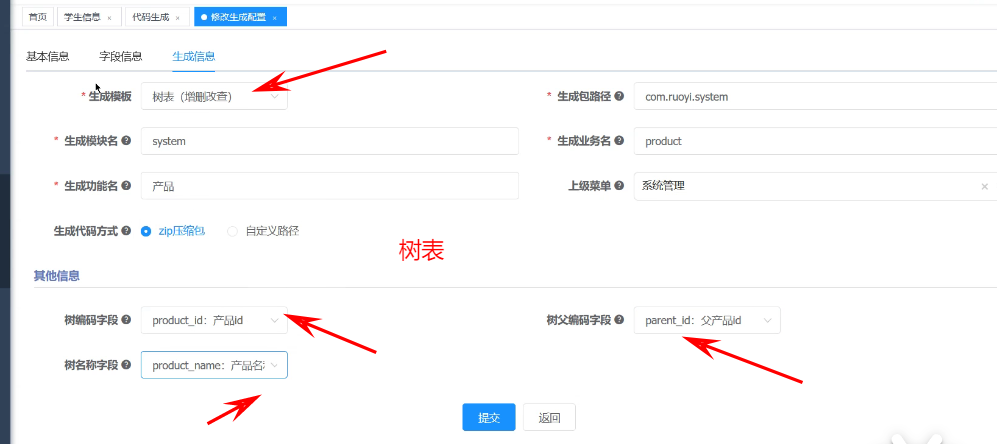 首页 学生信息 × 代码生成 × 修改生成配置 ×
基本信息 字段信息 生成信息
* 生成模板 树表（增删改查） * 生成包路径 com.ruoyi.system
* 生成模块名 system * 生成业务名 product
* 生成功能名 产品 上级菜单 系统管理 ×
生成代码方式 zip压缩包 自定义路径
树表
其他信息
树编码字段 product_id：产品id 树父编码字段 parent_id：父产品id
树名称字段 product_name：产品名
提交 返回